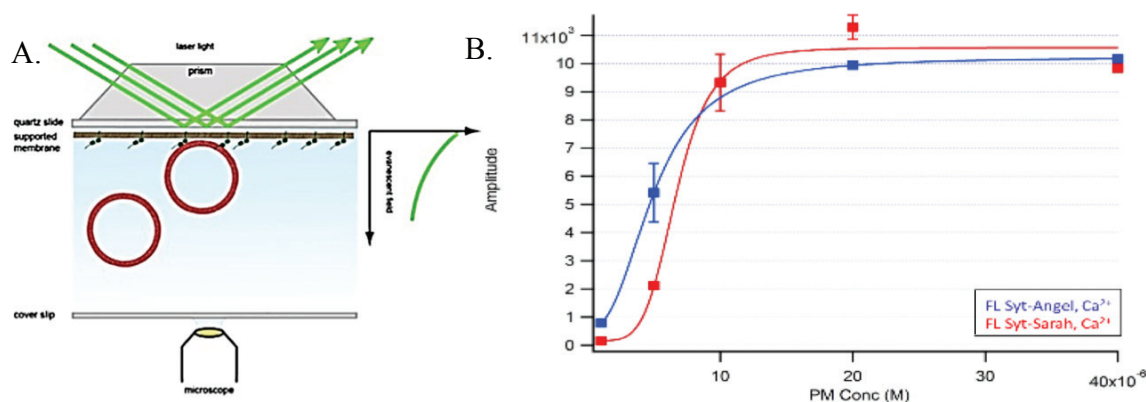 A.
laser light
prism
quartz slide
supported
membrane
evanescent field
Amplitude
cover slip
microscope
B.
11x10³
10
9
8
7
6
5
4
3
2
1
0
FL Syt-Angel, Ca²⁺
FL Syt-Sarah, Ca²⁺
10
20
30
40x10⁻⁶
PM Conc (M)